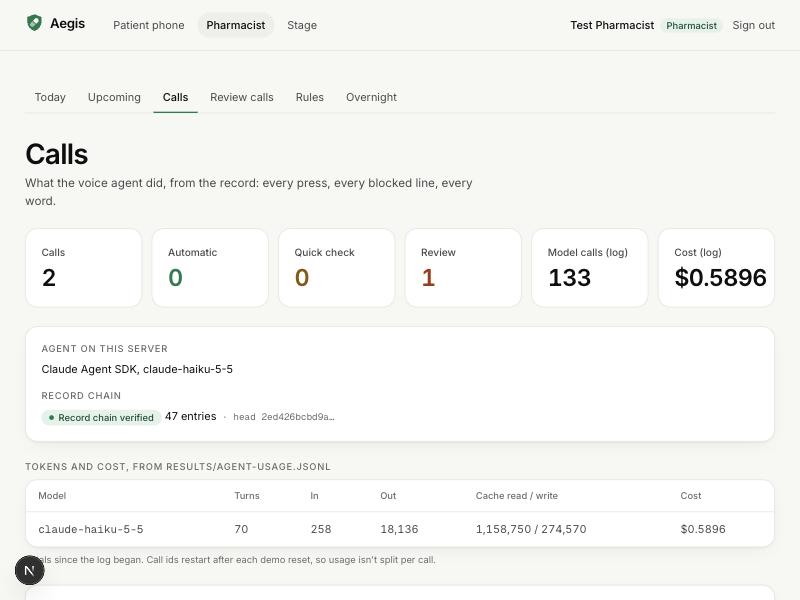 Aegis
Patient phone
Pharmacist
Stage
Test Pharmacist
Pharmacist
Sign out
Today
Upcoming
Calls
Review calls
Rules
Overnight
Calls
What the voice agent did, from the record: every press, every blocked line, every
word.
Calls
2
Automatic
0
Quick check
0
Review
1
Model calls (log)
133
Cost (log)
$0.5896
AGENT ON THIS SERVER
Claude Agent SDK, claude-haiku-5-5
RECORD CHAIN
Record chain verified 47 entries · head 2ed426bcbd9a…
TOKENS AND COST, FROM RESULTS/AGENT-USAGE.JSONL
Model Turns In Out Cache read / write Cost
claude-haiku-5-5 70 258 18,136 1,158,750 / 274,570 $0.5896
since the log began. Call ids restart after each demo reset, so usage isn't split per call.
N